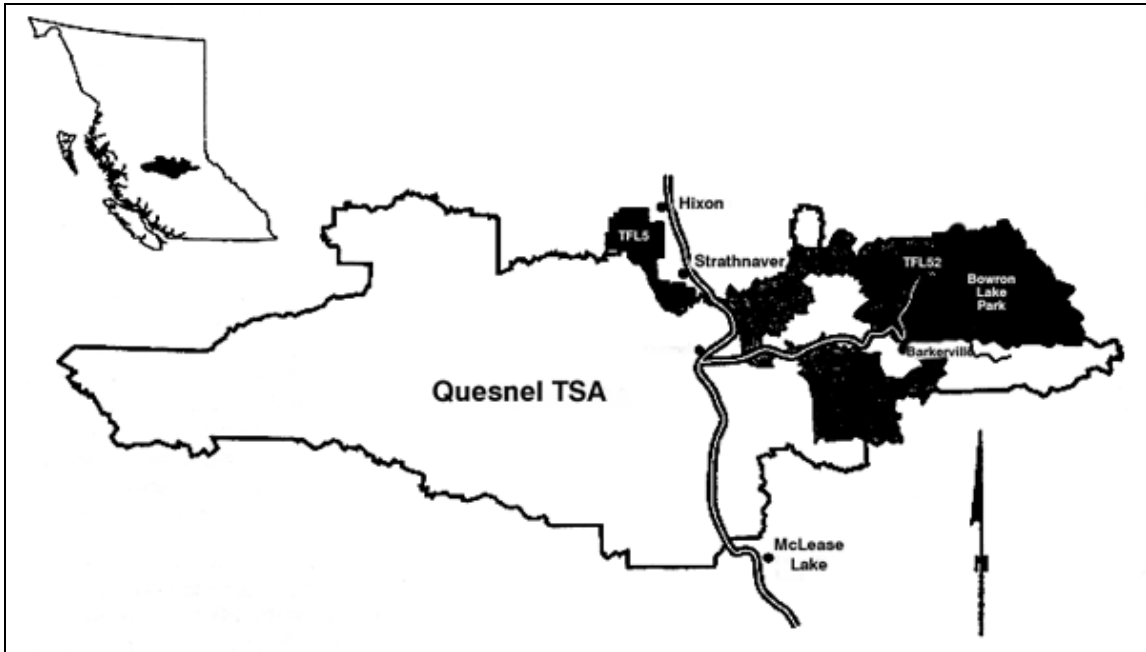 Hixon
TFL5
Strathnaver
TFL52
Bowron
Lake
Park
Barkerville
Quesnel TSA
McLease
Lake